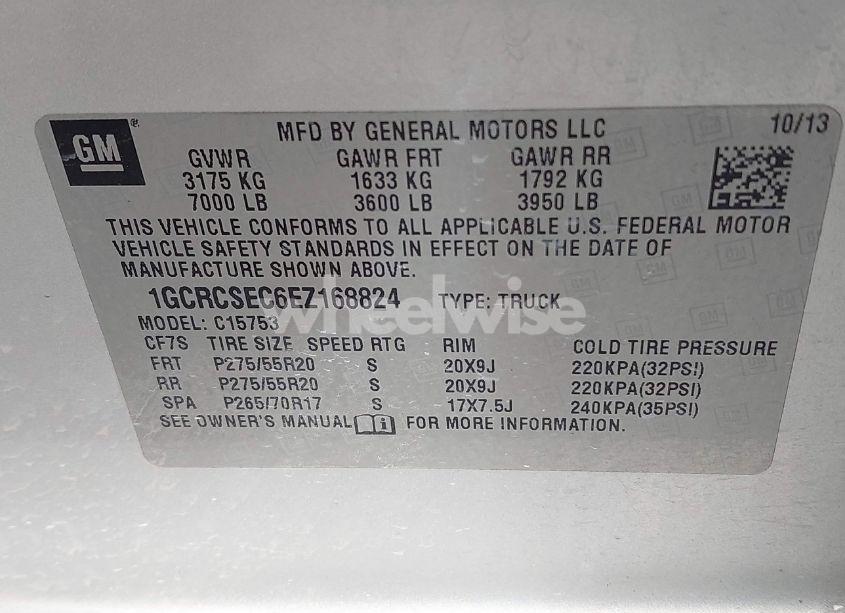 GM
MFD BY GENERAL MOTORS LLC 10/13
GVWR GAWR FRT GAWR RR
3175 KG 1633 KG 1792 KG
7000 LB 3600 LB 3950 LB
THIS VEHICLE CONFORMS TO ALL APPLICABLE U.S. FEDERAL MOTOR
VEHICLE SAFETY STANDARDS IN EFFECT ON THE DATE OF
MANUFACTURE SHOWN ABOVE.
1GCRCSEC6EZ168824 TYPE: TRUCK
wheelwise
MODEL: C15753
CF7S TIRE SIZE SPEED RTG RIM COLD TIRE PRESSURE
FRT P275/55R20 S 20X9J 220KPA(32PSI)
RR P275/55R20 S 20X9J 220KPA(32PSI)
SPA P265/70R17 S 17X7.5J 240KPA(35PSI)
SEE OWNER'S MANUAL FOR MORE INFORMATION.